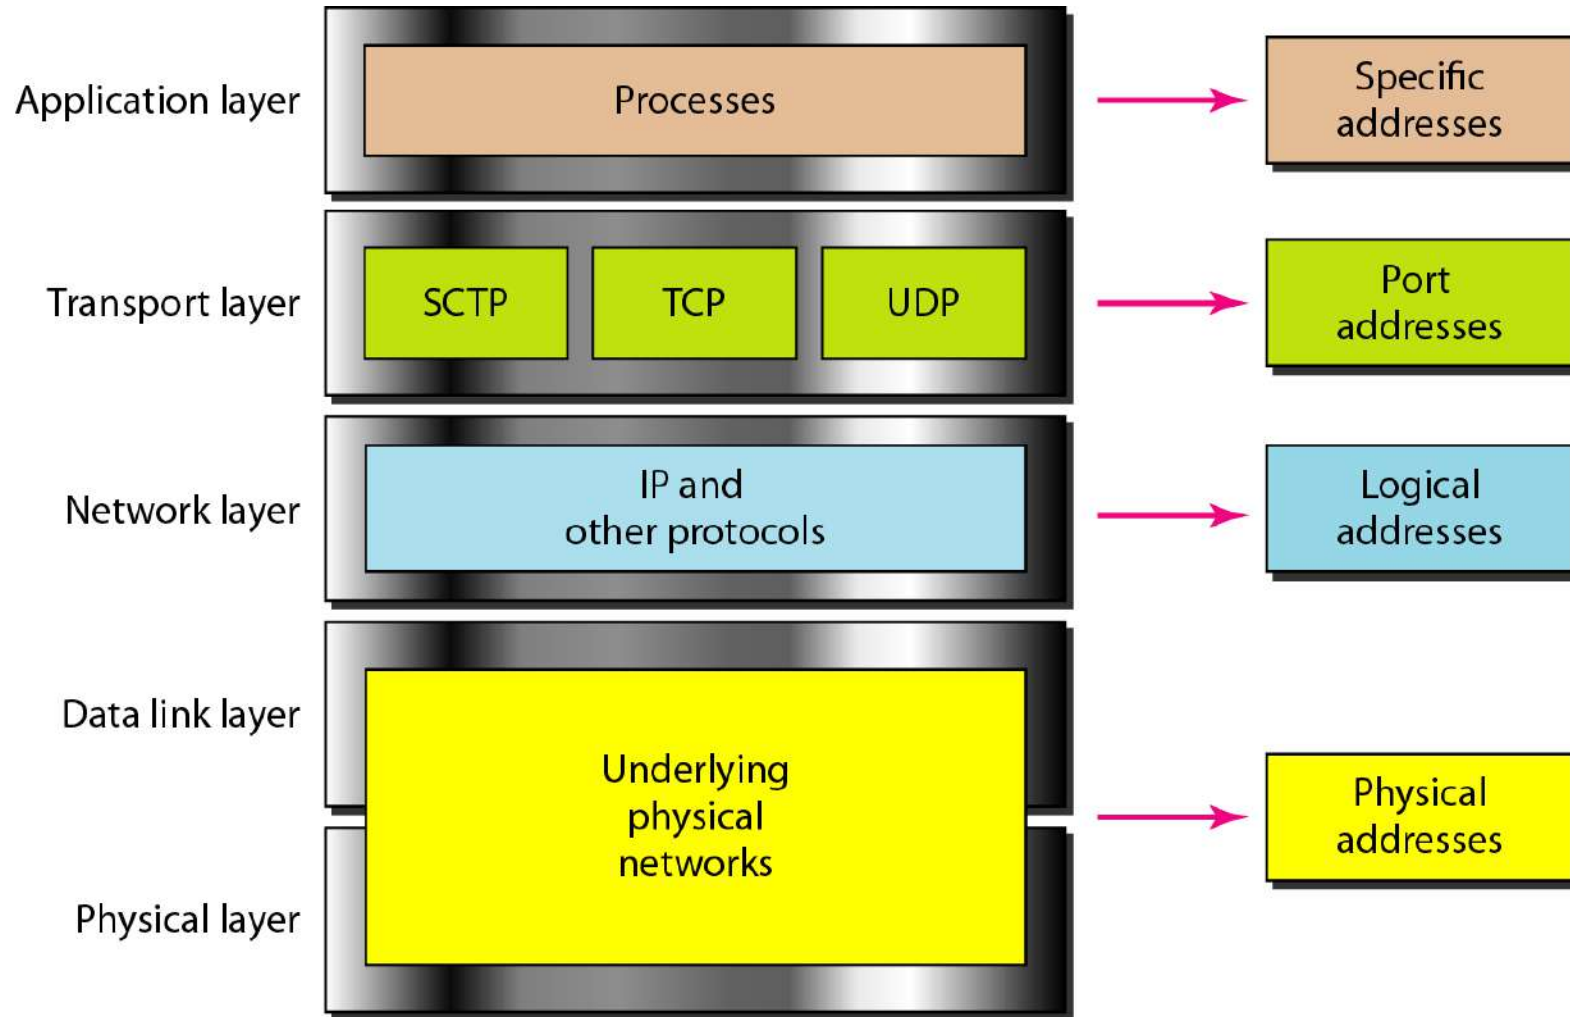 Application layer
Processes
Specific
addresses
Transport layer
SCTP
TCP
UDP
Port
addresses
Network layer
IP and
other protocols
Logical
addresses
Data link layer
Underlying
physical
networks
Physical
addresses
Physical layer